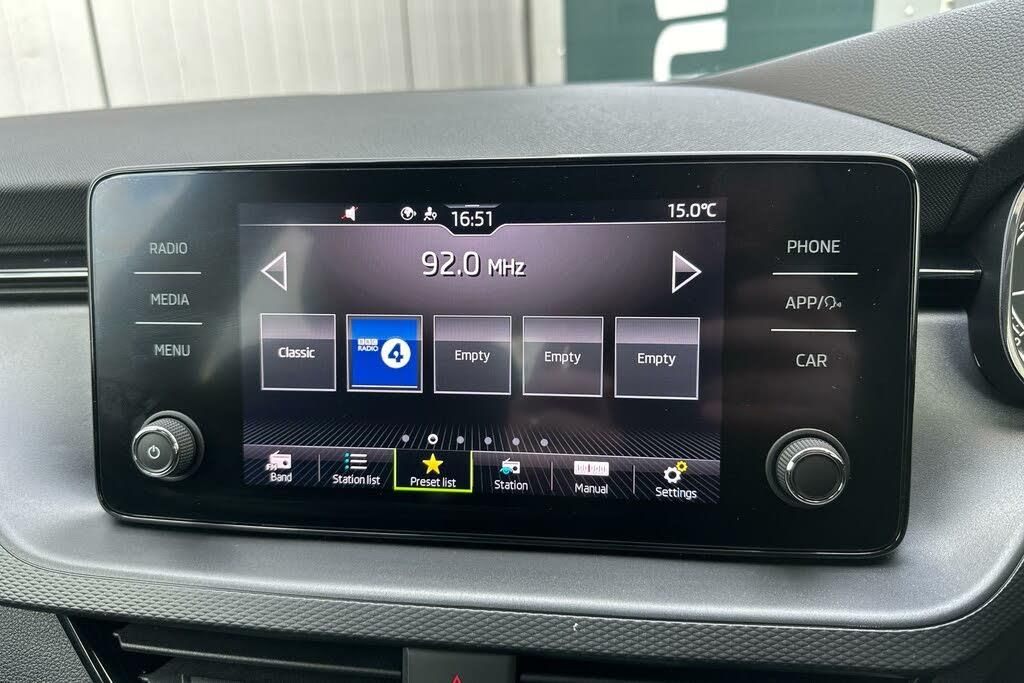 16:51
15.0°C
RADIO
MEDIA
MENU
92.0 MHz
Classic
BBC
RADIO
4
Empty
Empty
Empty
FM
Band
Station list
Preset list
Station
Manual
Settings
PHONE
APP/
CAR